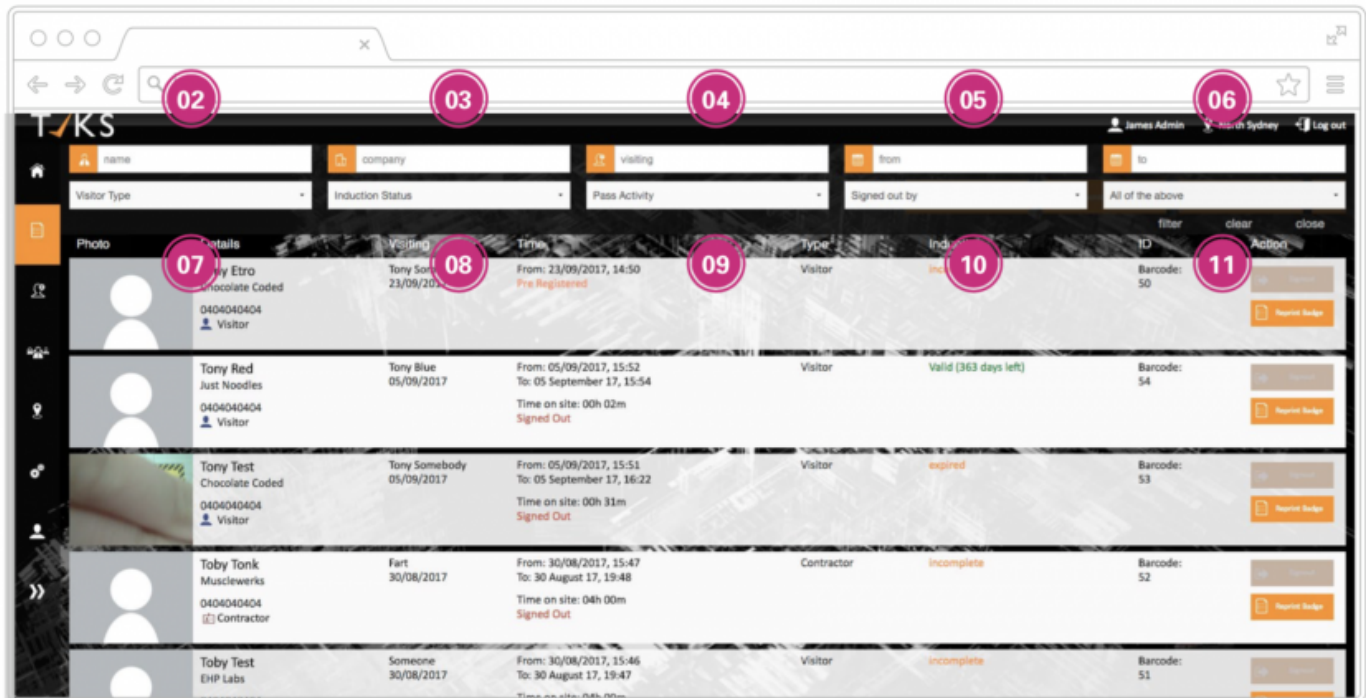 02 03 04 05 06
T/KS
James Admin North Sydney Log out
name company visiting from to
Visitor Type Induction Status Pass Activity Signed out by All of the above
filter clear close
Photo Details Visiting Time Type ID Action
07 08 09 10 11
Etro Tony From: 23/09/2017, 14:50 Visitor Barcode:
Chocolate Coded Pre Registered 50
0404040404 Reprint Badge
Visitor
Tony Red Tony Blue From: 05/09/2017, 15:52 Visitor Valid (363 days left) Barcode:
Just Noodles 05/09/2017 To: 05 September 17, 15:54 54
0404040404 Time on site: 00h 02m Reprint Badge
Visitor Signed Out
Tony Test Tony Somebody From: 05/09/2017, 15:51 Visitor expired Barcode:
Chocolate Coded 05/09/2017 To: 05 September 17, 16:22 53
0404040404 Time on site: 00h 31m Reprint Badge
Visitor Signed Out
Toby Tonk Fart From: 30/08/2017, 15:47 Contractor incomplete Barcode:
Musclewerks 30/08/2017 To: 30 August 17, 19:48 52
0404040404 Time on site: 04h 00m Reprint Badge
Contractor Signed Out
Toby Test Someone From: 30/08/2017, 15:46 Visitor incomplete Barcode:
EHP Labs 30/08/2017 To: 30 August 17, 19:47 51